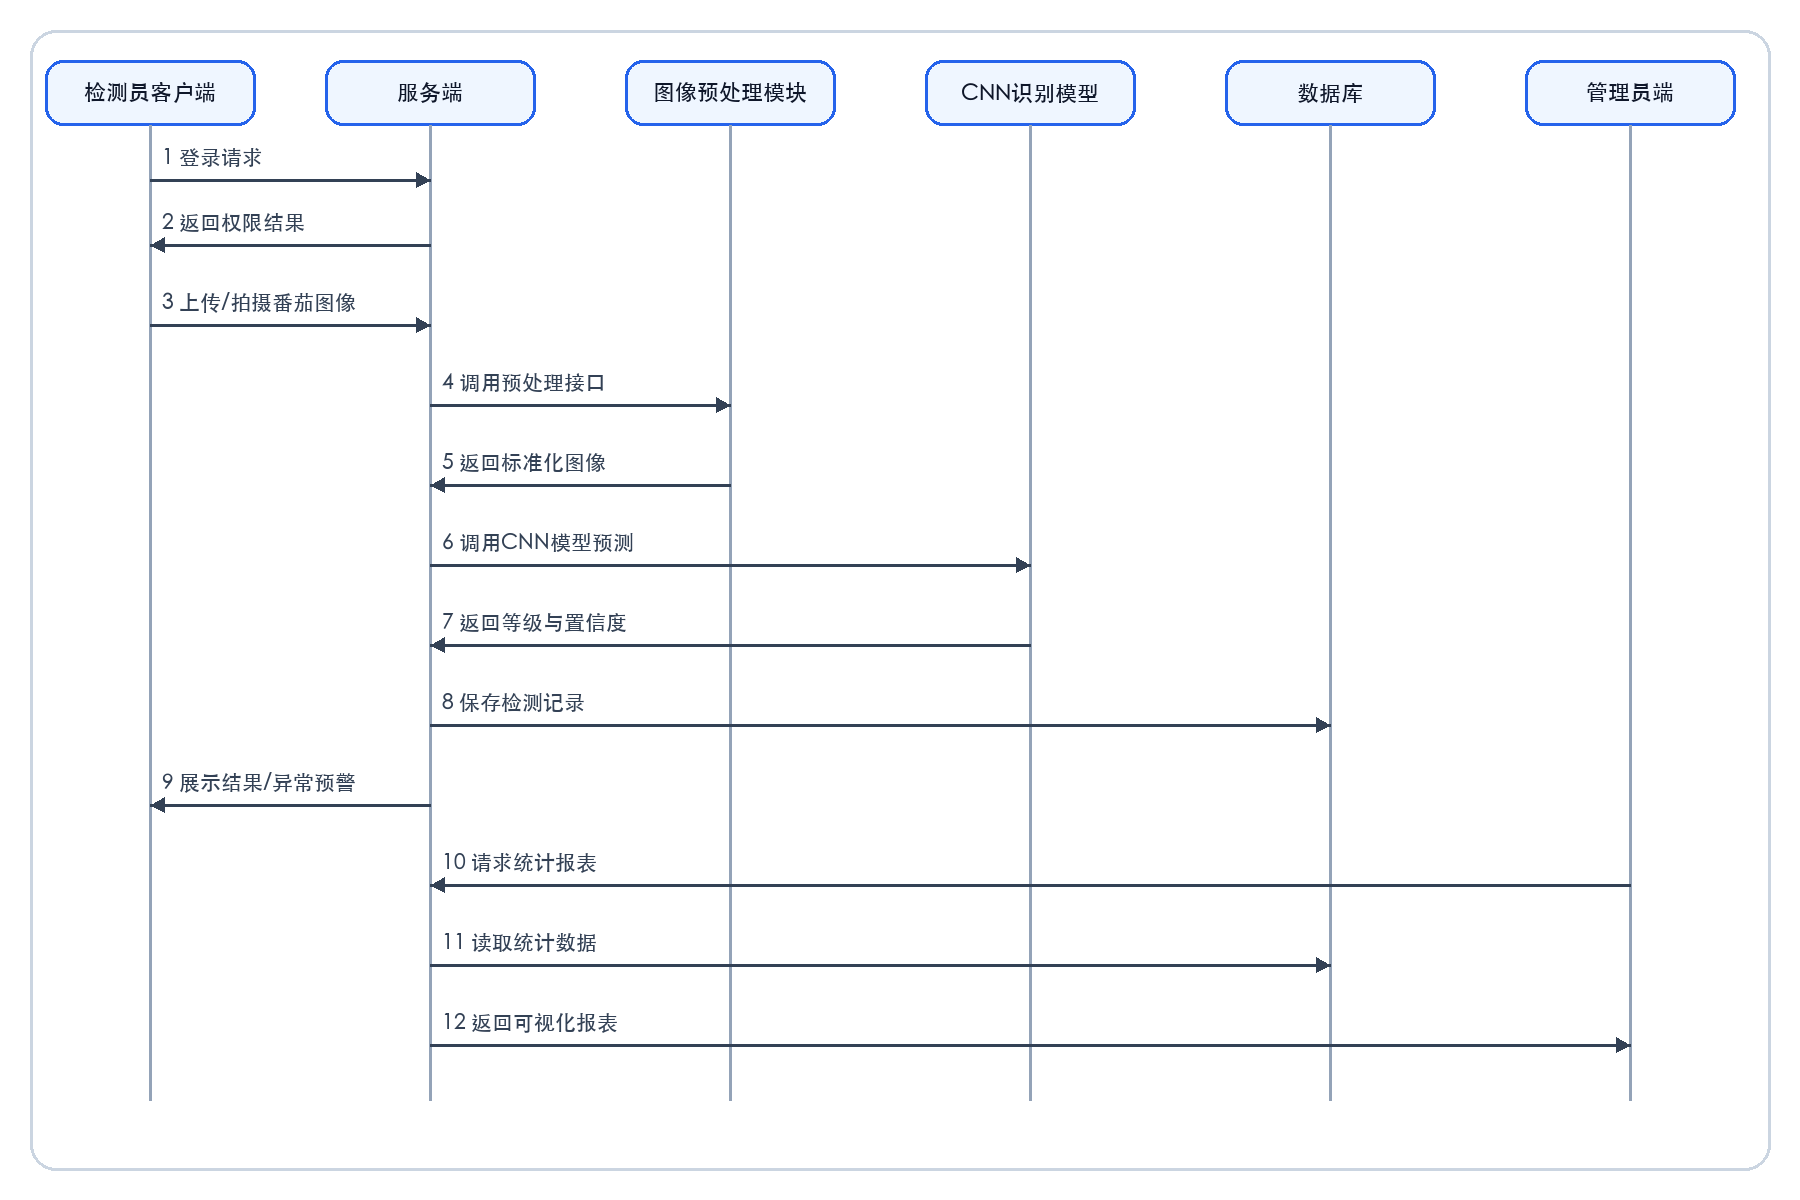 检测员客户端
服务端
图像预处理模块
CNN识别模型
数据库
管理员端
1 登录请求
2 返回权限结果
3 上传/拍摄番茄图像
4 调用预处理接口
5 返回标准化图像
6 调用CNN模型预测
7 返回等级与置信度
8 保存检测记录
9 展示结果/异常预警
10 请求统计报表
11 读取统计数据
12 返回可视化报表